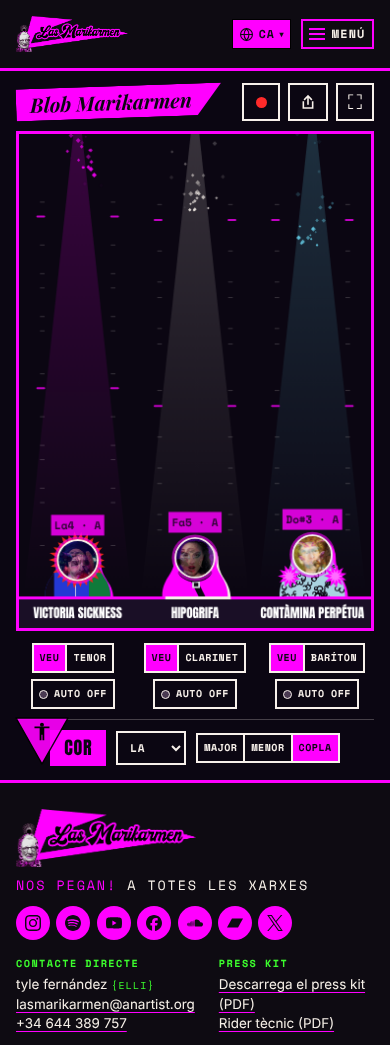 Las Marikarmen
CA
MENÚ
Blob Marikarmen
La4 · A
Fa5 · A
Do#3 · A
VICTORIA SICKNESS
HIPOGRIFA
CONTÀMINA PERPÉTUA
VEU TENOR
VEU CLARINET
VEU BARÍTON
AUTO OFF
AUTO OFF
AUTO OFF
COR
LA
MAJOR MENOR COPLA
Las Marikarmen
NOS PEGAN! A TOTES LES XARXES
CONTACTE DIRECTE
tyle fernández {ELLI}
lasmarikarmen@anartist.org
+34 644 389 757
PRESS KIT
Descarrega el press kit
(PDF)
Rider tècnic (PDF)